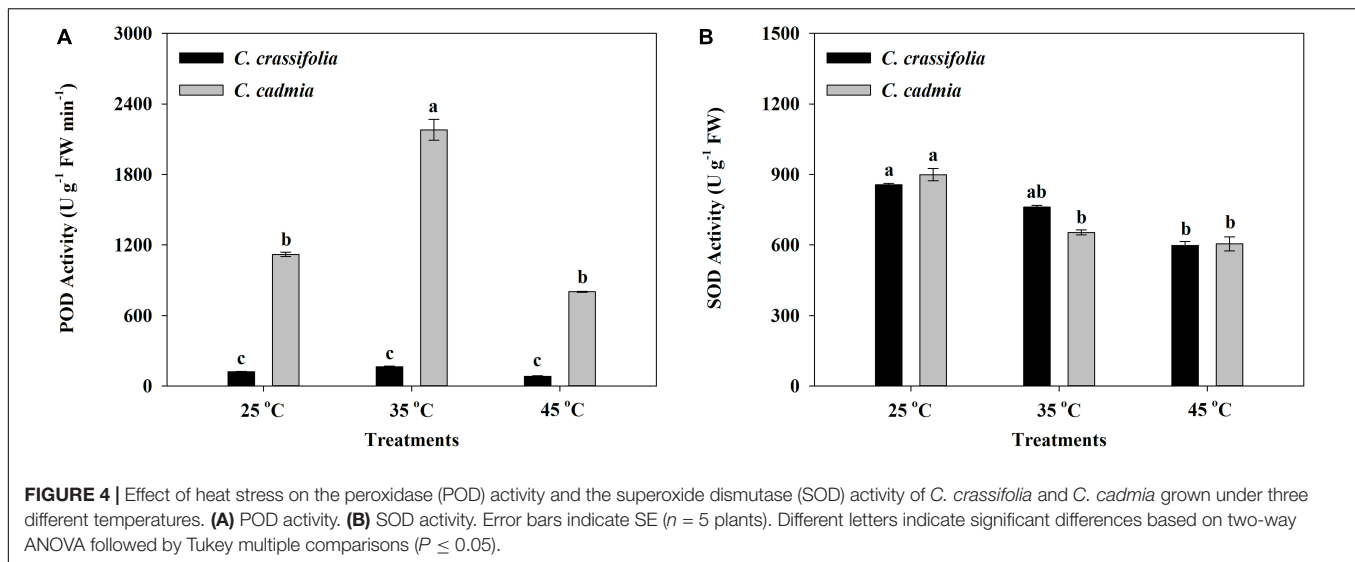 A
3000
2400
1800
1200
600
0
POD Activity (U g⁻¹ FW min⁻¹)
C. crassifolia
C. cadmia
c
b
c
a
c
b
25 °C
35 °C
45 °C
Treatments
B
1500
1200
900
600
300
0
SOD Activity (U g⁻¹ FW)
C. crassifolia
C. cadmia
a
a
ab
b
b
b
25 °C
35 °C
45 °C
Treatments
FIGURE 4 | Effect of heat stress on the peroxidase (POD) activity and the superoxide dismutase (SOD) activity of C. crassifolia and C. cadmia grown under three
different temperatures. (A) POD activity. (B) SOD activity. Error bars indicate SE (n = 5 plants). Different letters indicate significant differences based on two-way
ANOVA followed by Tukey multiple comparisons (P ≤ 0.05).